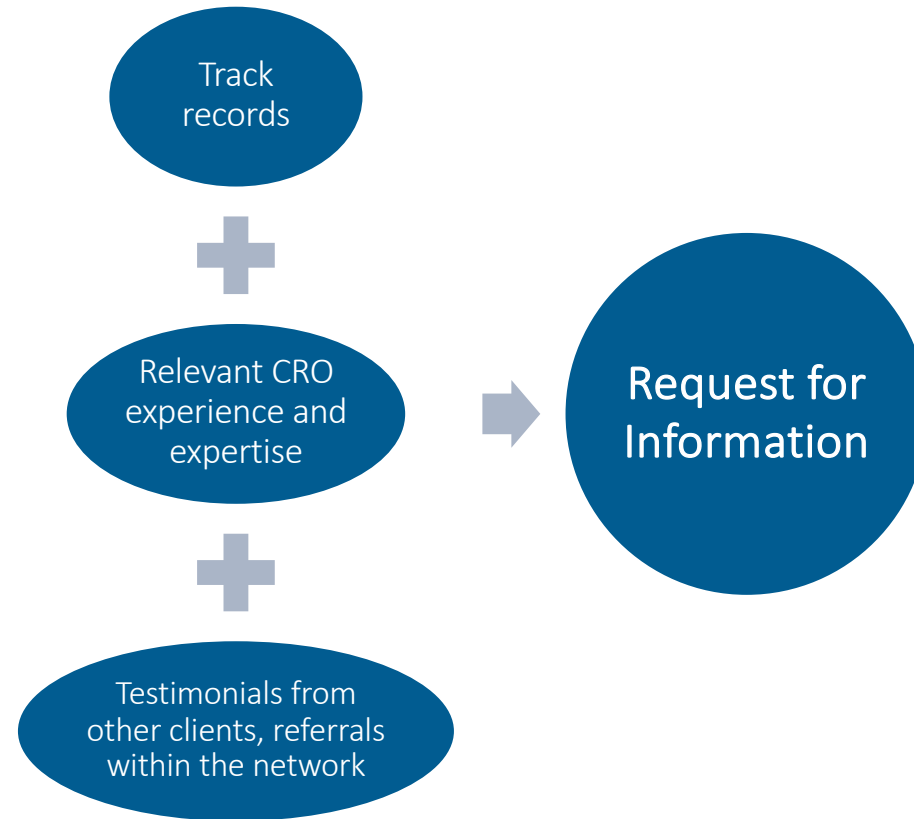 Track
records
Relevant CRO
experience and
expertise
Request for
Information
Testimonials from
other clients, referrals
within the network